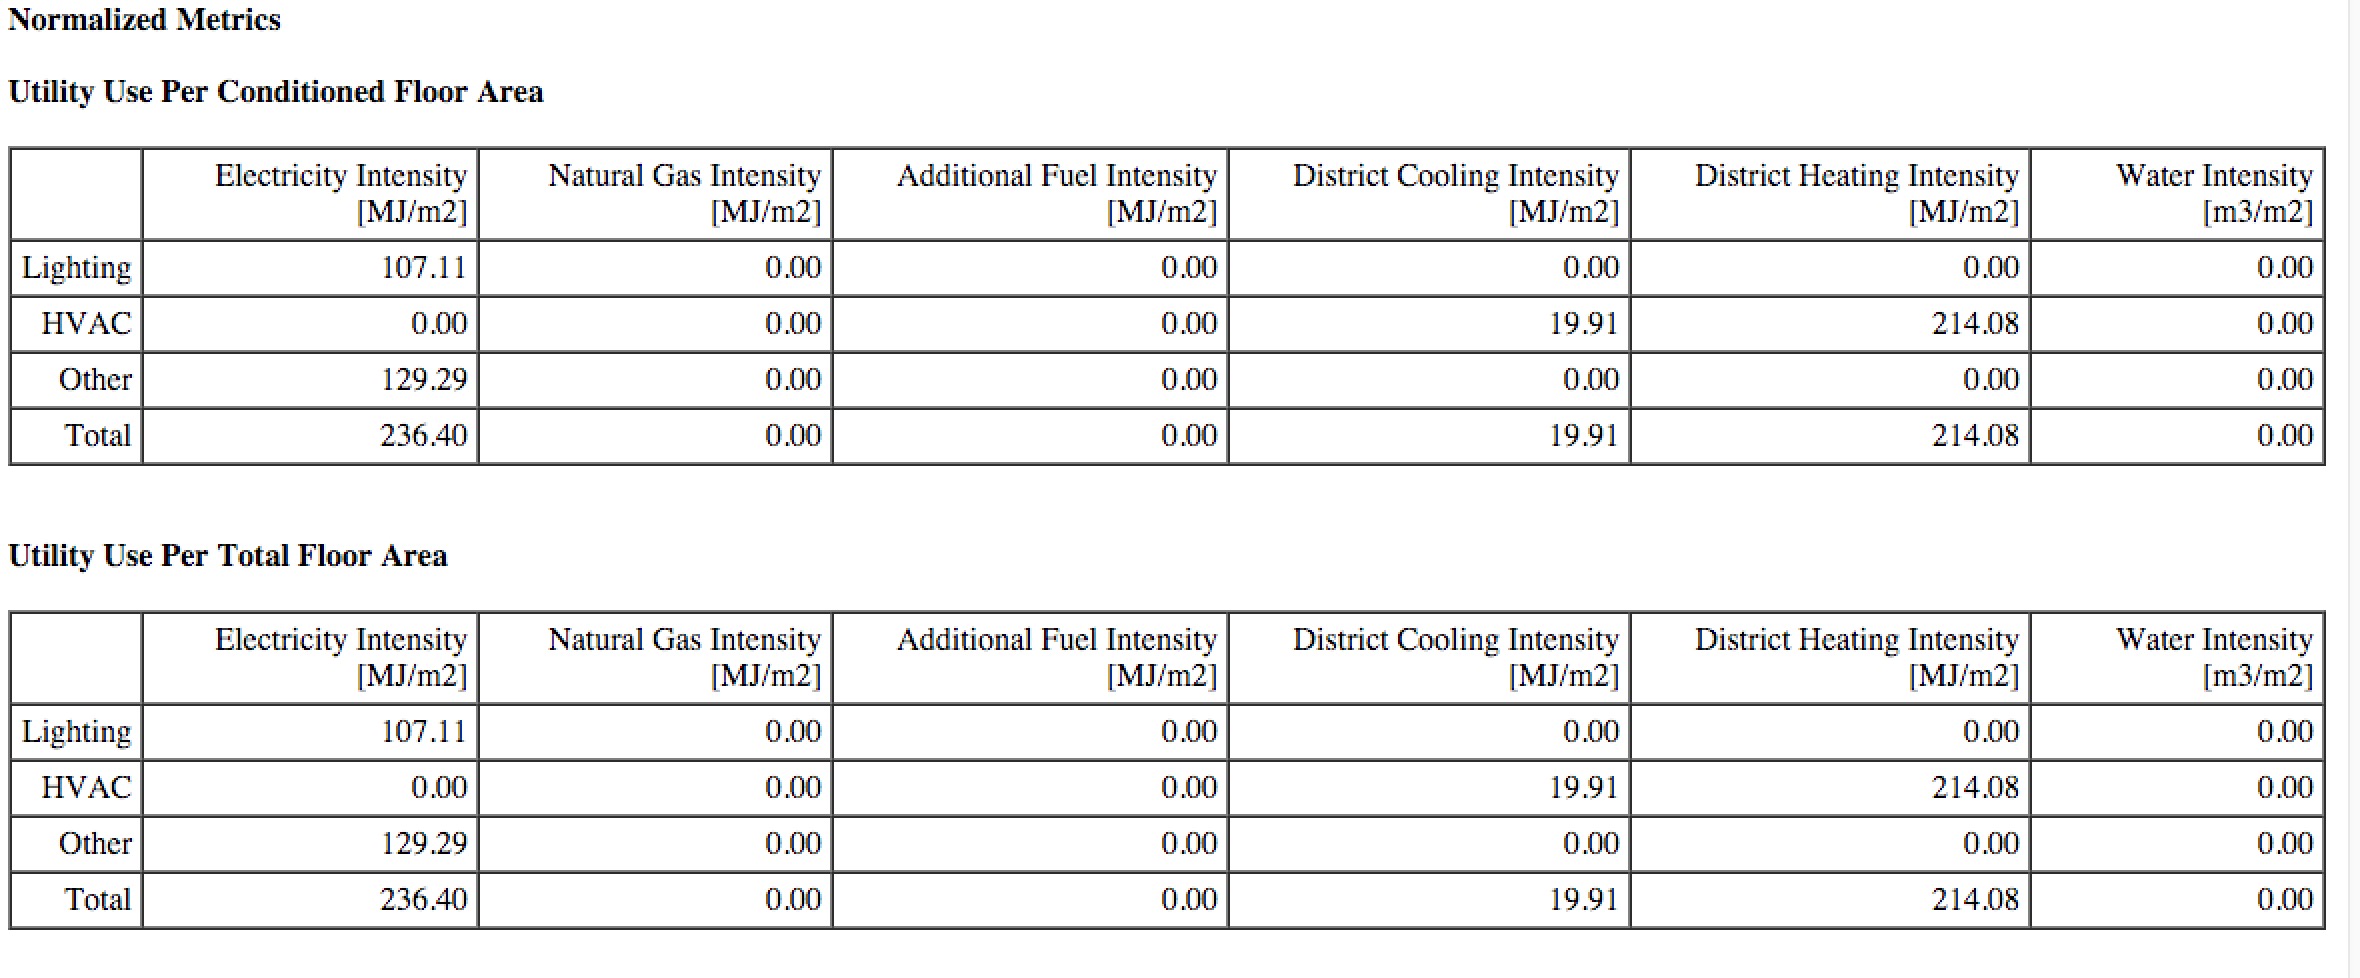 Normalized Metrics
Utility Use Per Conditioned Floor Area
Electricity Intensity [MJ/m2] Natural Gas Intensity [MJ/m2] Additional Fuel Intensity [MJ/m2] District Cooling Intensity [MJ/m2] District Heating Intensity [MJ/m2] Water Intensity [m3/m2]
Lighting 107.11 0.00 0.00 0.00 0.00 0.00
HVAC 0.00 0.00 0.00 19.91 214.08 0.00
Other 129.29 0.00 0.00 0.00 0.00 0.00
Total 236.40 0.00 0.00 19.91 214.08 0.00
Utility Use Per Total Floor Area
Electricity Intensity [MJ/m2] Natural Gas Intensity [MJ/m2] Additional Fuel Intensity [MJ/m2] District Cooling Intensity [MJ/m2] District Heating Intensity [MJ/m2] Water Intensity [m3/m2]
Lighting 107.11 0.00 0.00 0.00 0.00 0.00
HVAC 0.00 0.00 0.00 19.91 214.08 0.00
Other 129.29 0.00 0.00 0.00 0.00 0.00
Total 236.40 0.00 0.00 19.91 214.08 0.00